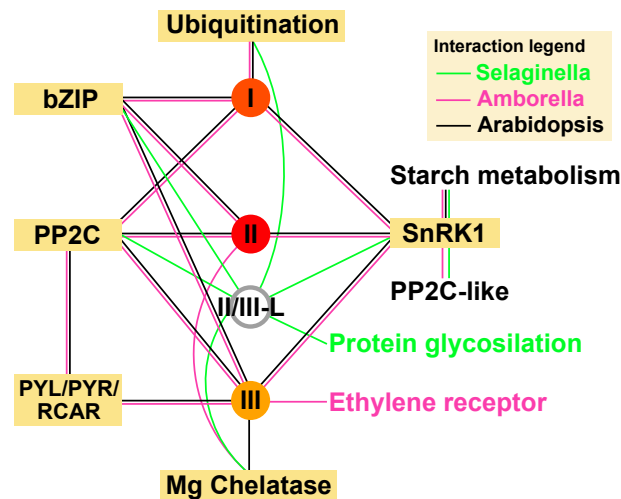 Ubiquitination
Interaction legend
Selaginella
Amborella
Arabidopsis
bZIP
I
Starch metabolism
PP2C
II
SnRK1
PP2C-like
II/III-L
Protein glycosilation
PYL/PYR/
RCAR
III
Ethylene receptor
Mg Chelatase